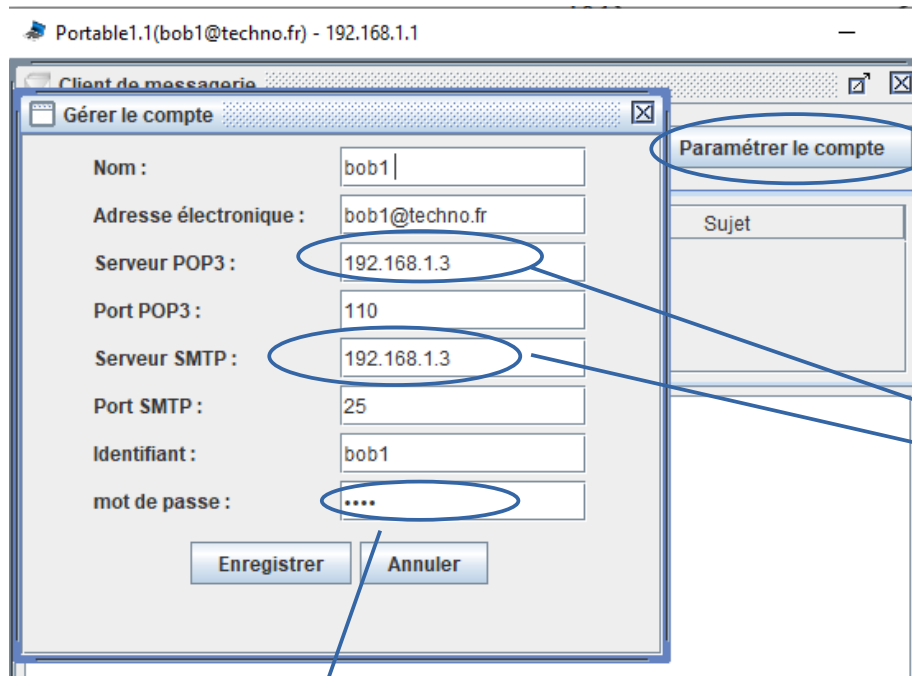 Portable1.1(bob1@techno.fr) - 192.168.1.1
Client de messagerie
Gérer le compte
Paramétrer le compte
Nom : bob1
Adresse électronique : bob1@techno.fr
Sujet
Serveur POP3 : 192.168.1.3
Port POP3 : 110
Serveur SMTP : 192.168.1.3
Port SMTP : 25
Identifiant : bob1
mot de passe : ••••
Enregistrer Annuler